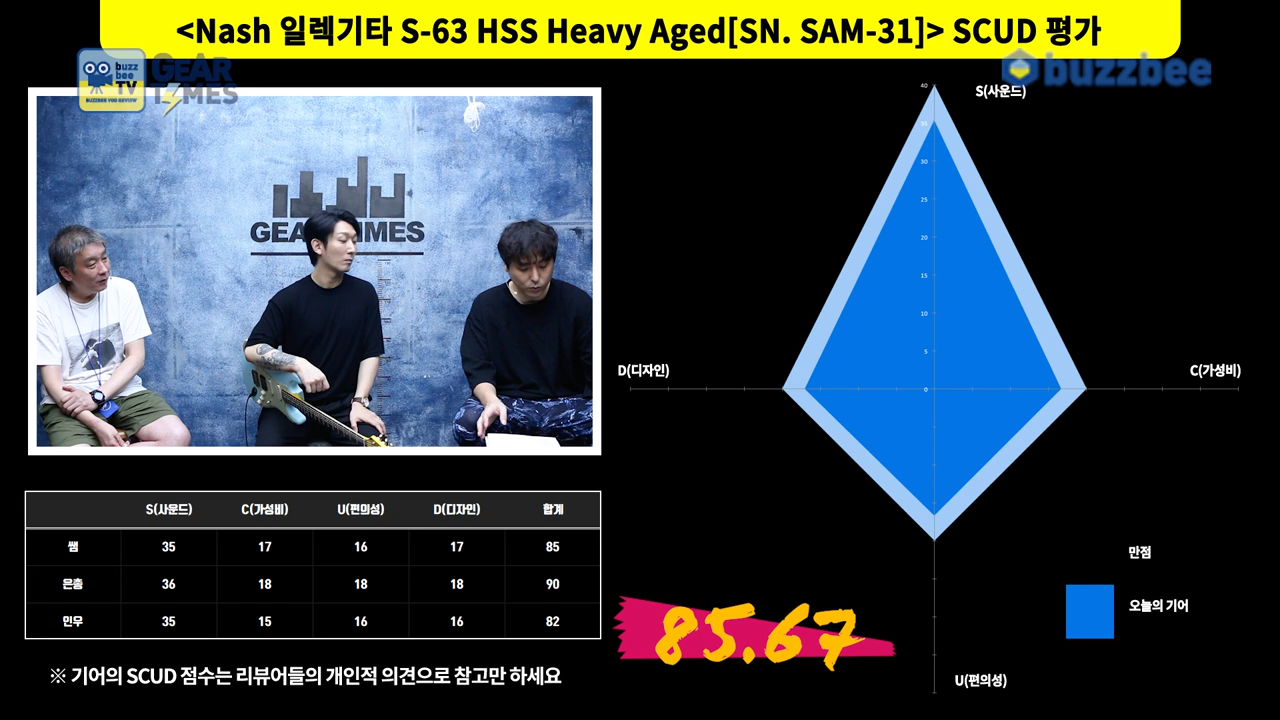 <Nash 일렉기타 S-63 HSS Heavy Aged[SN. SAM-31]> SCUD 평가
buzz
bee
TV
BUZZBEE YOU REVIEW
GEAR
TIMES
buzzbee
GEAR TIMES
S(사운드)
D(디자인)
C(가성비)
U(편의성)
40
35
30
25
20
15
10
5
0
S(사운드) C(가성비) U(편의성) D(디자인) 합계
쌤 35 17 16 17 85
은총 36 18 18 18 90
민우 35 15 16 16 82
85.67
만점
오늘의 기어
※ 기어의 SCUD 점수는 리뷰어들의 개인적 의견으로 참고만 하세요